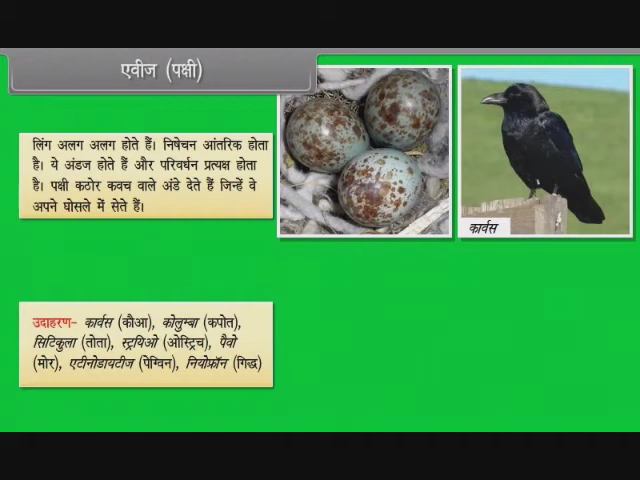 एवीज (पक्षी)
लिंग अलग अलग होते हैं। निषेचन आंतरिक होता
है। ये अंडज होते हैं और परिवर्धन प्रत्यक्ष होता
है। पक्षी कठोर कवच वाले अंडे देते हैं जिन्हें वे
अपने घोसले में सेते हैं।
कार्वस
उदाहरण- कार्वस (कौआ), कोलुम्बा (कपोत),
सिटिकुला (तोता), स्ट्रयिओ (ओस्ट्रिच), पैवो
(मोर), एटीनोडायटीज (पेंग्विन), नियोफ्रॉन (गिद्ध)